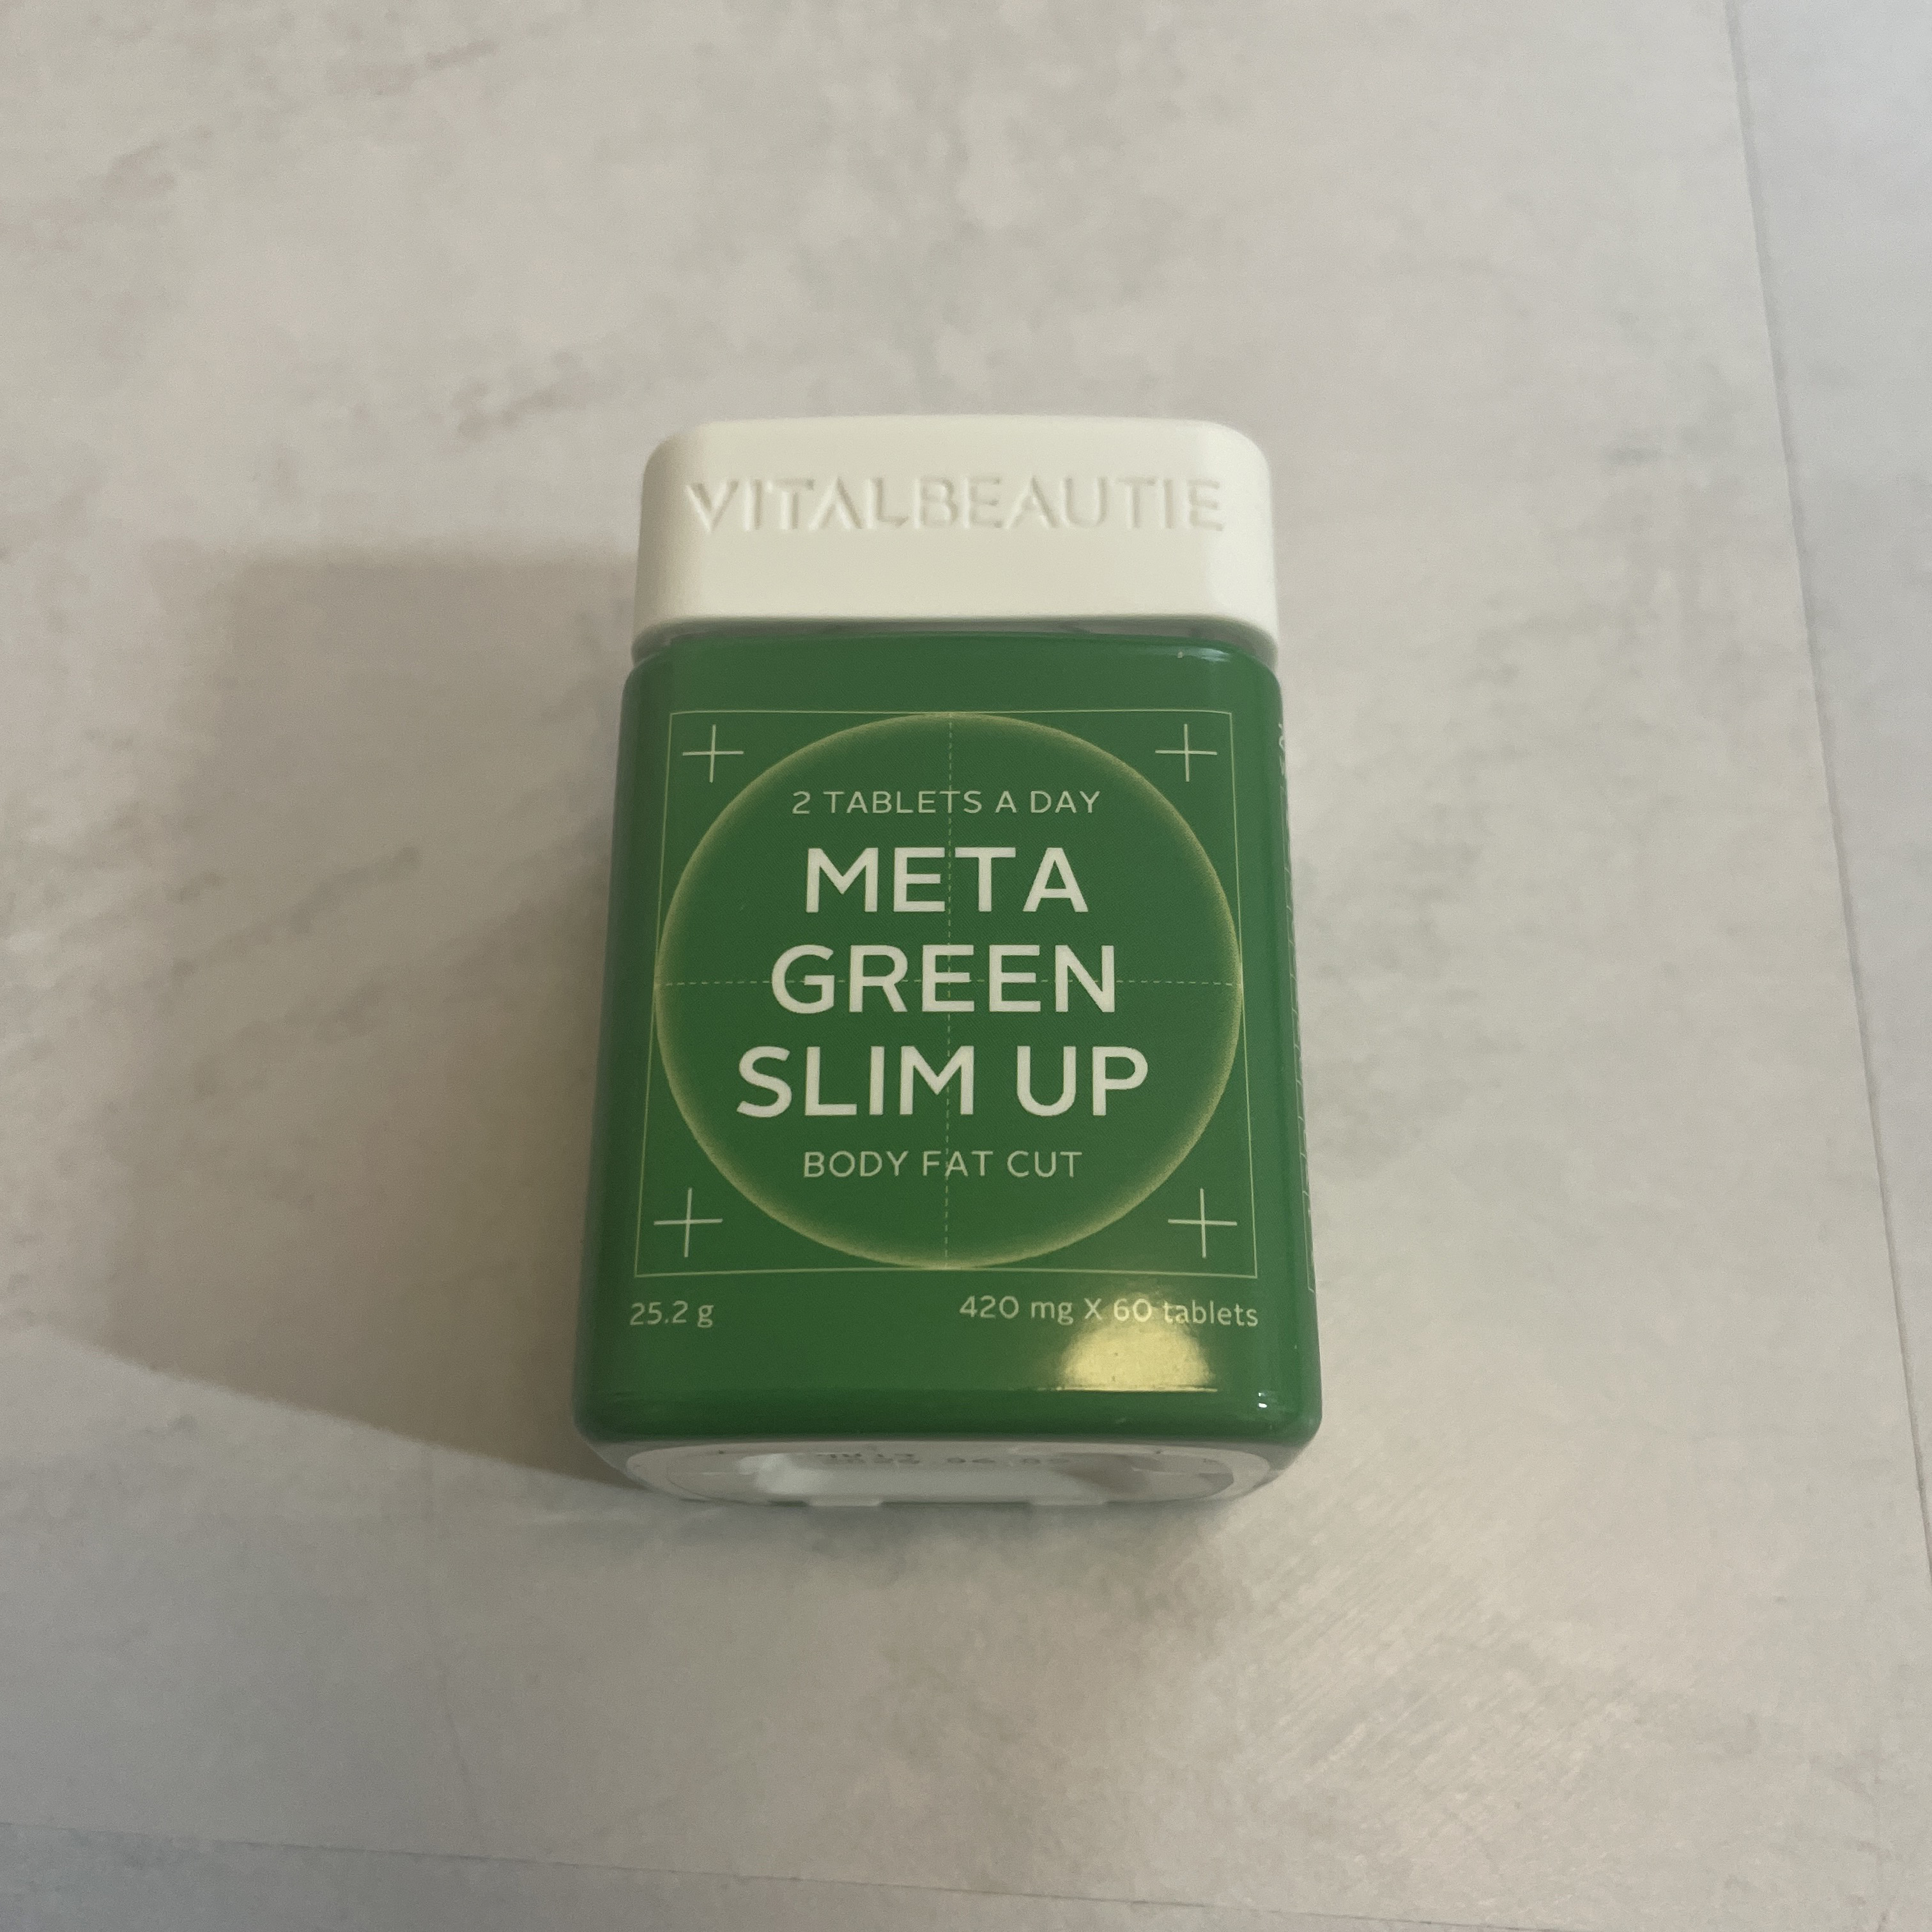 VITALBEAUTIE
2 TABLETS A DAY
META
GREEN
SLIM UP
BODY FAT CUT
25.2 g
420 mg X 60 tablets